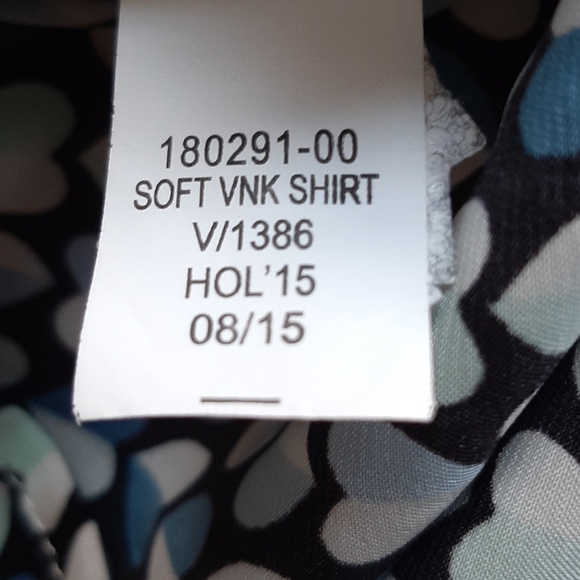 180291-00
SOFT VNK SHIRT
V/1386
HOL'15
08/15